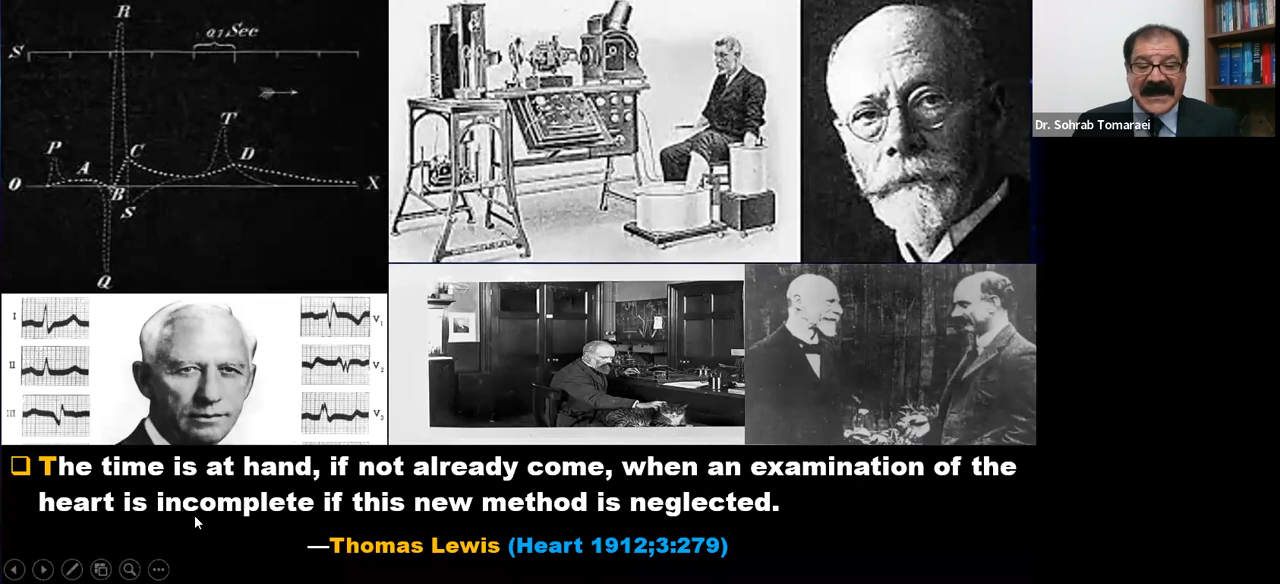 R
S'
0,1 Sec
T
P
A
C
D
O
B
X
S
Q
Dr. Sohrab Tomaraei
I
V₁
II
V₂
III
V₃
The time is at hand, if not already come, when an examination of the
heart is incomplete if this new method is neglected.
—Thomas Lewis (Heart 1912;3:279)